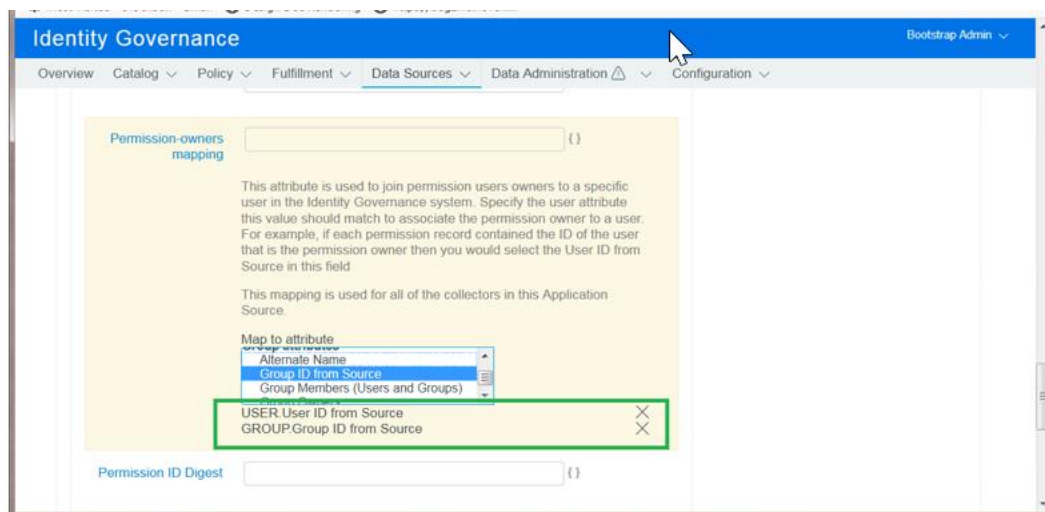 Identity Governance
Bootstrap Admin
Overview Catalog Policy Fulfillment Data Sources Data Administration Configuration
Permission-owners
mapping
{}
This attribute is used to join permission users owners to a specific
user in the Identity Governance system. Specify the user attribute
this value should match to associate the permission owner to a user.
For example, if each permission record contained the ID of the user
that is the permission owner then you would select the User ID from
Source in this field
This mapping is used for all of the collectors in this Application
Source.
Map to attribute
Group attributes
Alternate Name
Group ID from Source
Group Members (Users and Groups)
USER.User ID from Source
GROUP.Group ID from Source
Permission ID Digest
{}